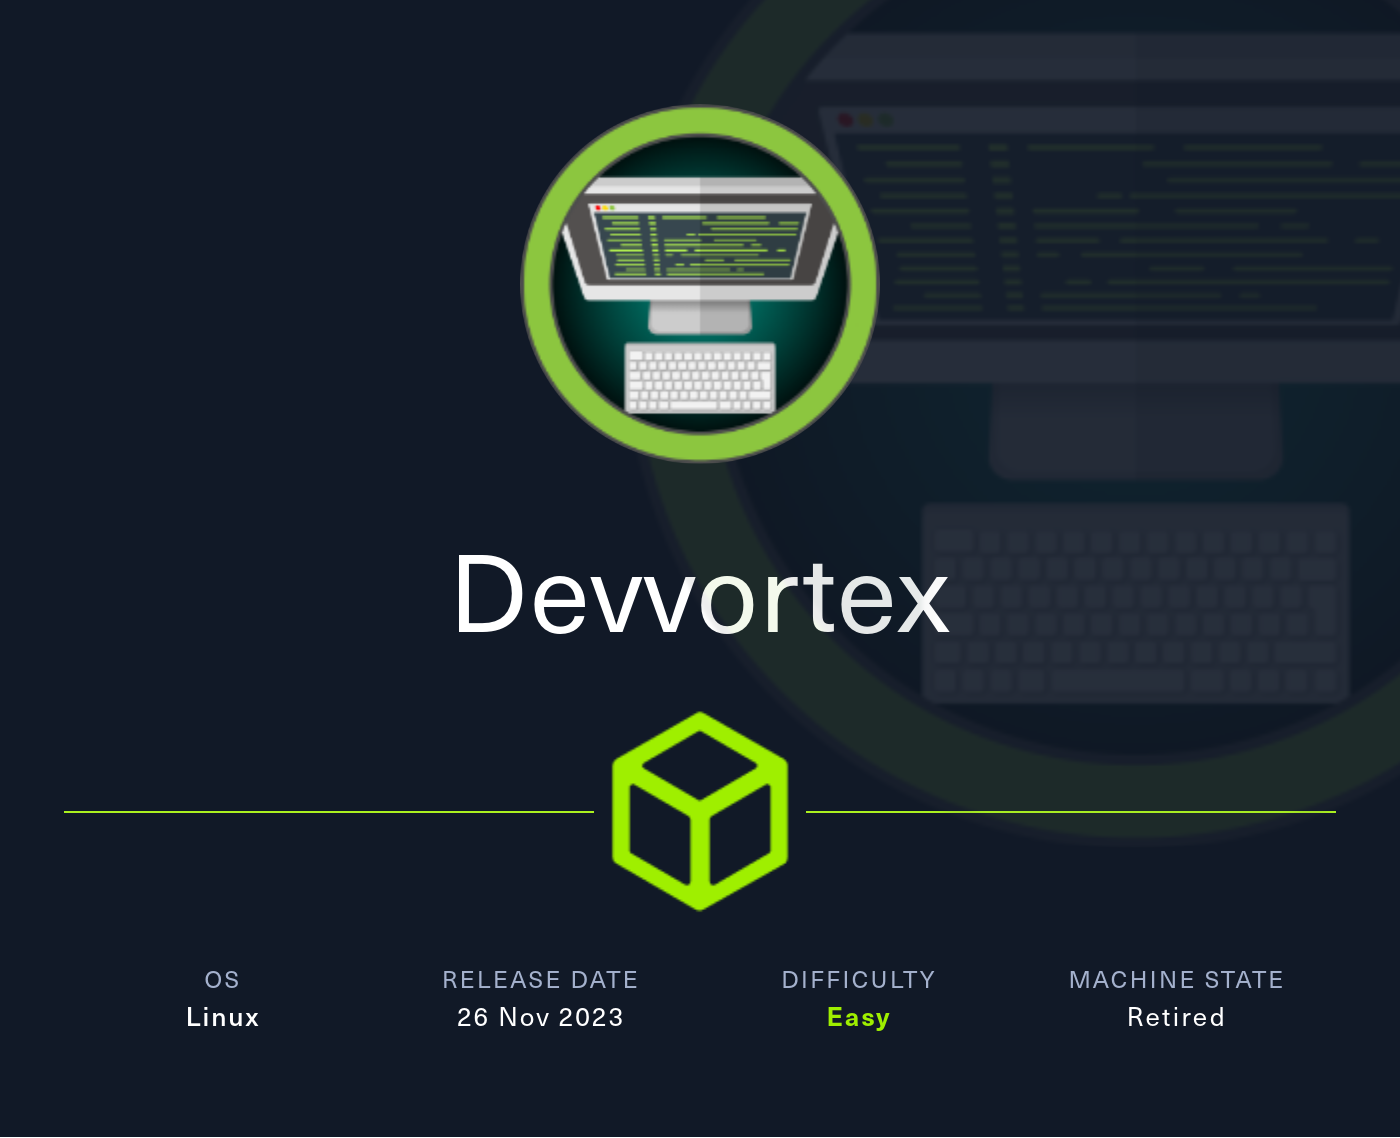 Devvortex
OS
Linux
RELEASE DATE
26 Nov 2023
DIFFICULTY
Easy
MACHINE STATE
Retired